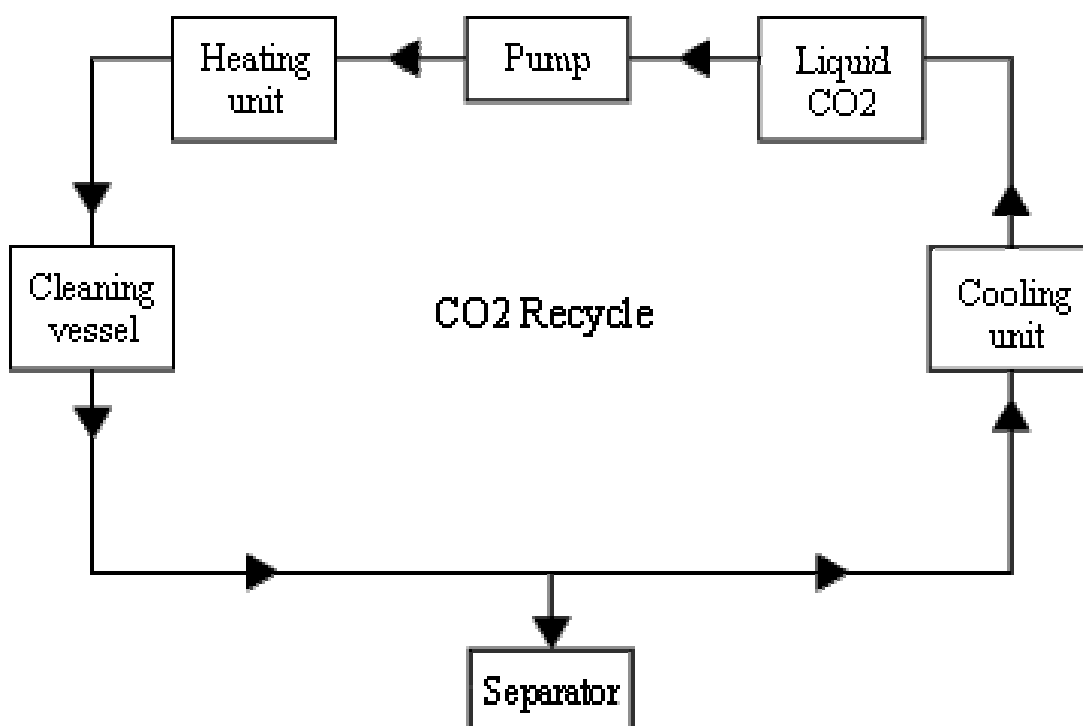 Heating
unit
Pump
Liquid
CO2
Cleaning
vessel
CO2 Recycle
Cooling
unit
Separator